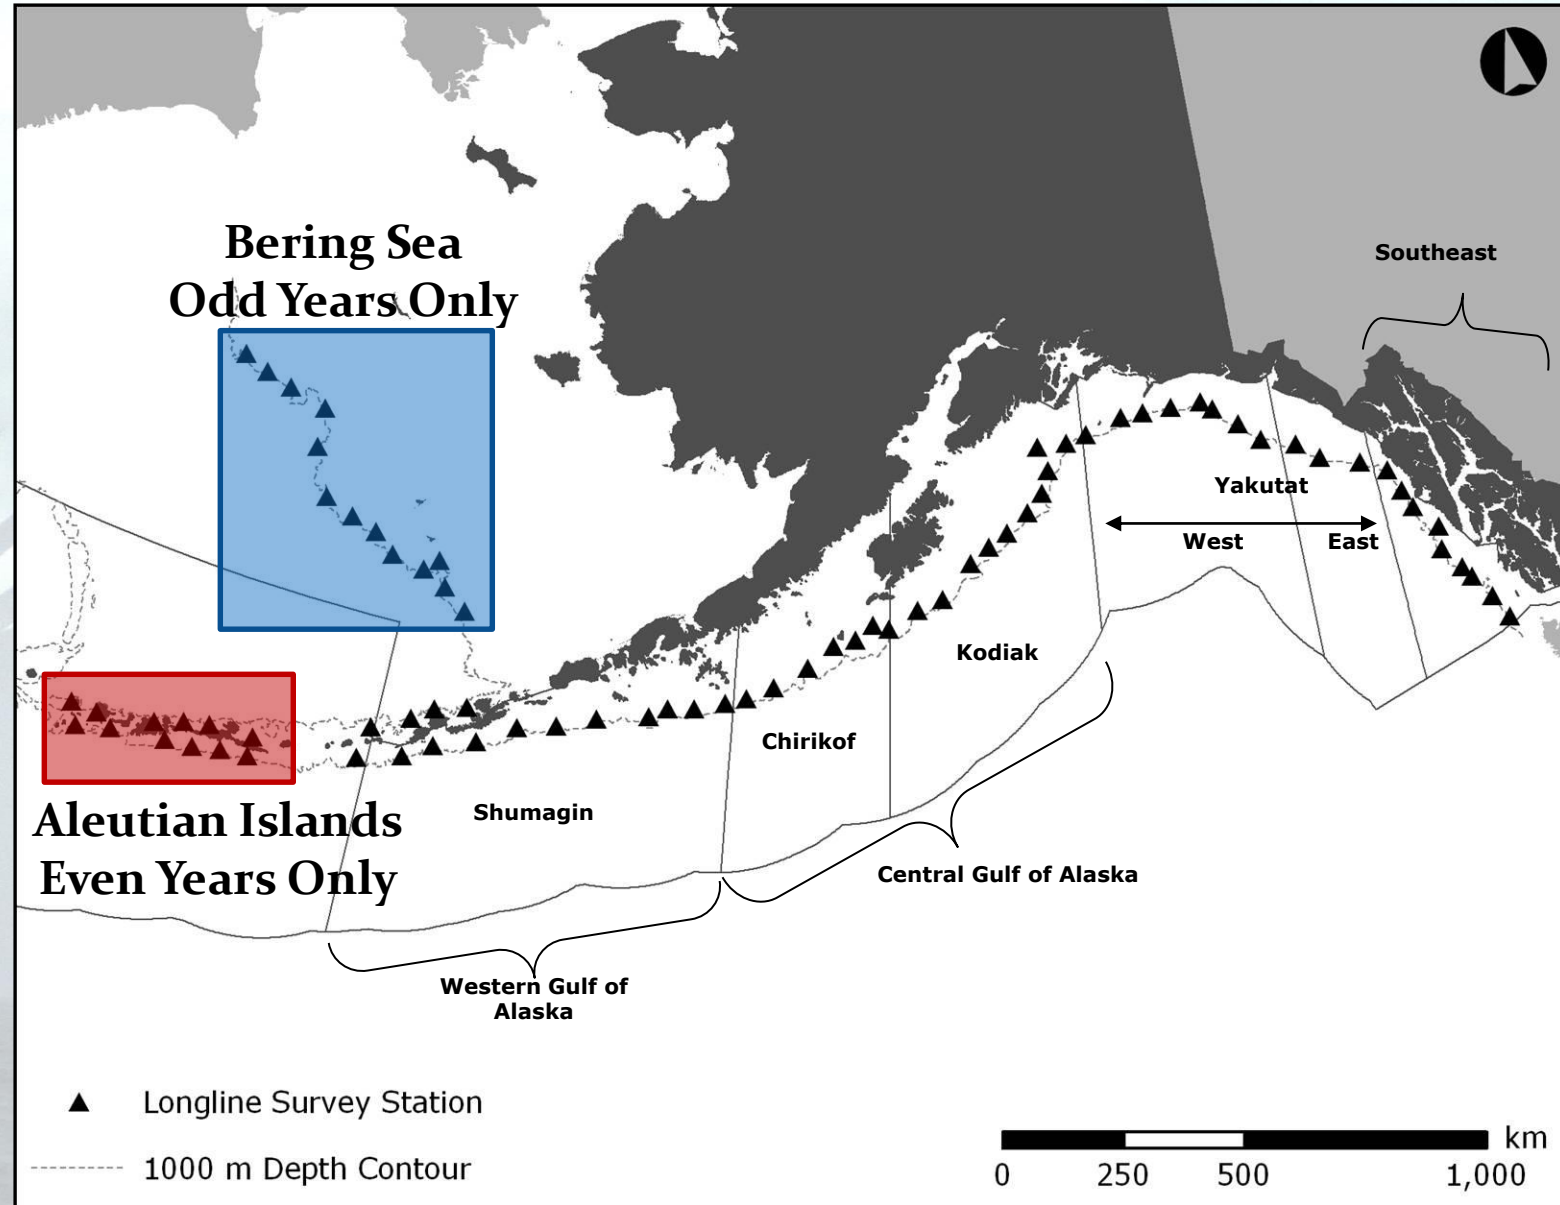 Bering Sea
Odd Years Only
Southeast
Yakutat
West
East
Kodiak
Chirikof
Shumagin
Aleutian Islands
Even Years Only
Central Gulf of Alaska
Western Gulf of
Alaska
Longline Survey Station
1000 m Depth Contour
km
0 250 500 1,000